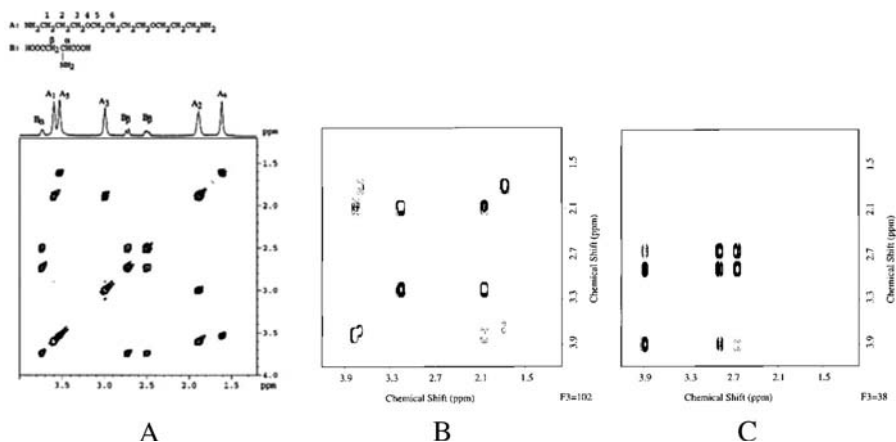 1 2 3 4 5 6
A: NH2CH2CH2CH2OCH2CH2CH2CH2OCH2CH2CH2NH2
β α
B: HOOCCH2CHCOOH
NH2
Bα A1 A5 A3 Bβ Bβ A2 A4
ppm
1.5
2.0
2.5
3.0
3.5
4.0
3.5 3.0 2.5 2.0 1.5 ppm
A
1.5
2.1
2.7
3.3
3.9
Chemical Shift (ppm)
3.9 3.3 2.7 2.1 1.5
Chemical Shift (ppm) F3=102
B
1.5
2.1
2.7
3.3
3.9
Chemical Shift (ppm)
3.9 3.3 2.7 2.1 1.5
Chemical Shift (ppm) F3=38
C